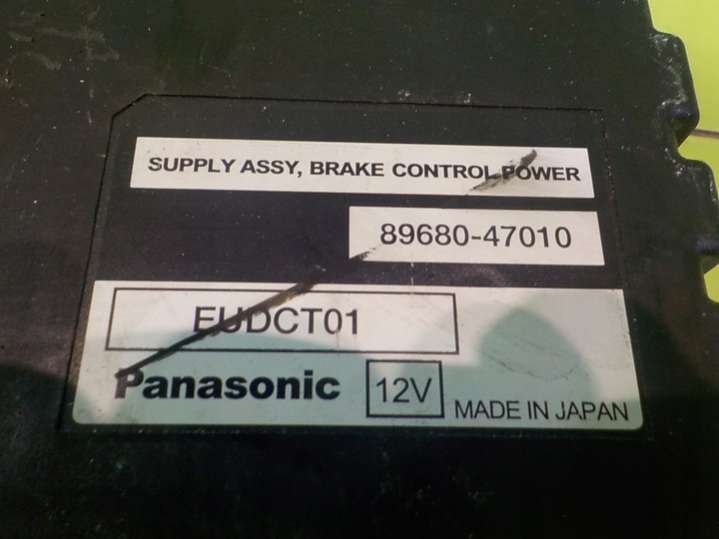 SUPPLY ASSY, BRAKE CONTROL POWER
89680-47010
EUDCT01
Panasonic 12V MADE IN JAPAN